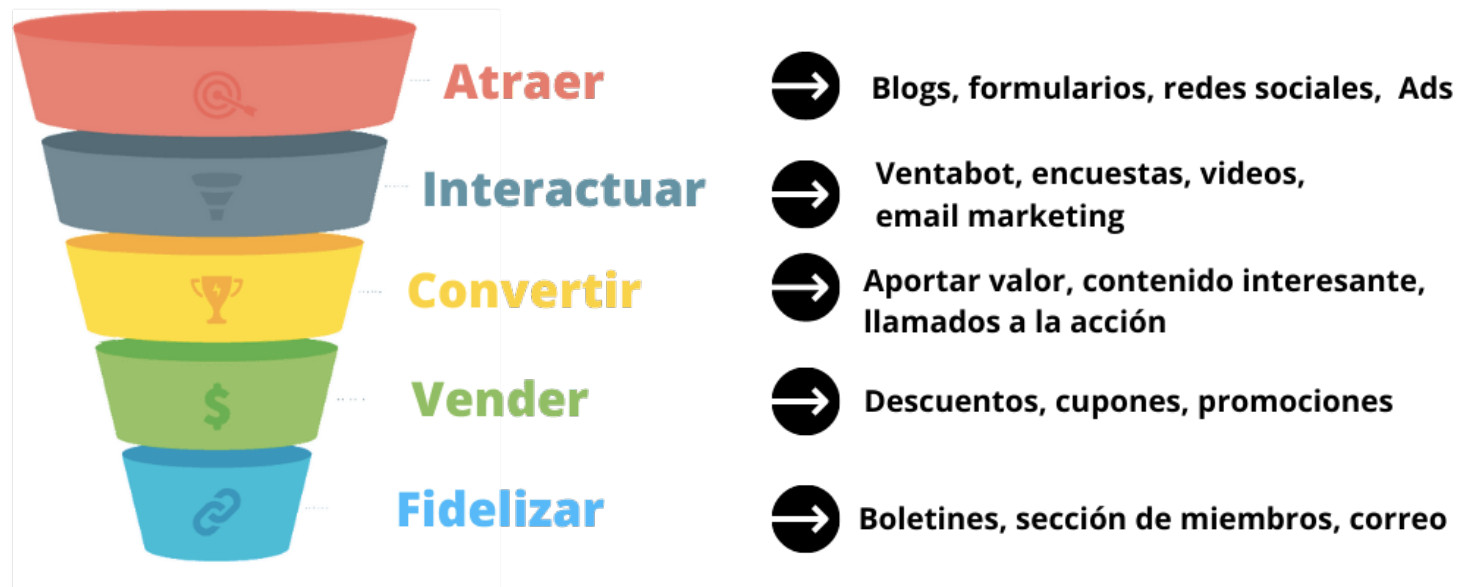 Atraer
Blogs, formularios, redes sociales, Ads
Interactuar
Ventabot, encuestas, videos,
email marketing
Convertir
Aportar valor, contenido interesante,
llamados a la acción
Vender
$
Descuentos, cupones, promociones
Fidelizar
Boletines, sección de miembros, correo